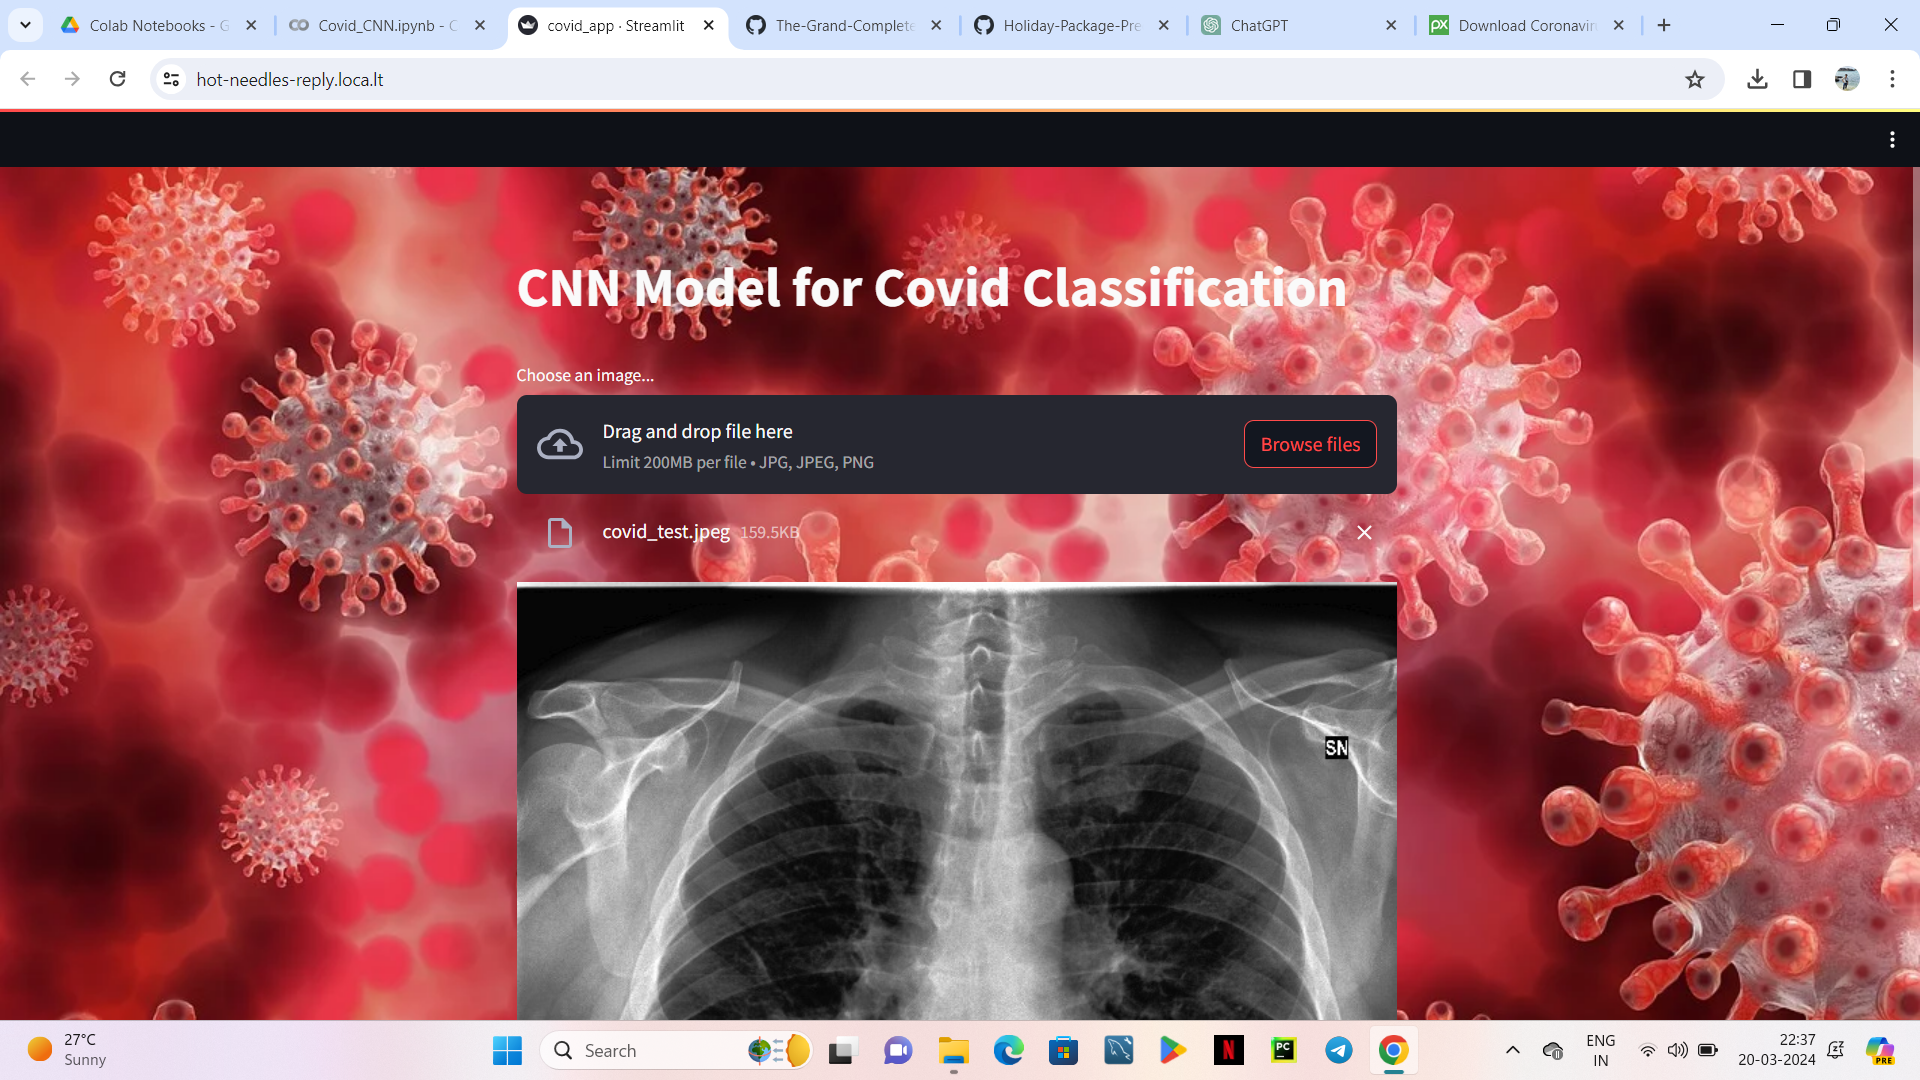 Colab Notebooks - G
Covid_CNN.ipynb - C
covid_app · Streamlit
The-Grand-Complete
Holiday-Package-Pre
ChatGPT
px
Download Coronavir
hot-needles-reply.loca.lt
CNN Model for Covid Classification
Choose an image...
Drag and drop file here
Limit 200MB per file • JPG, JPEG, PNG
Browse files
covid_test.jpeg 159.5KB
SN
27°C
Sunny
Search
N
PC
ENG
IN
22:37
20-03-2024
PRE